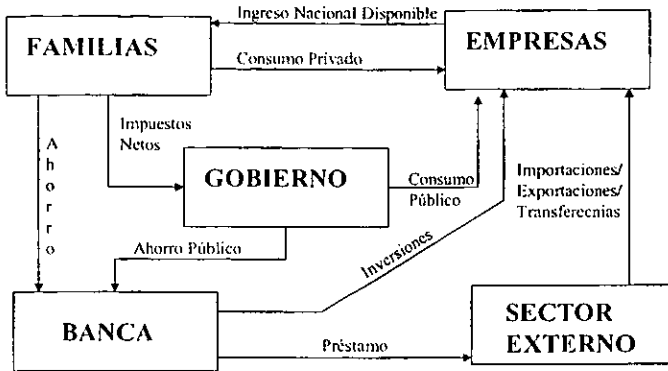 Ingreso Nacional Disponible
FAMILIAS
EMPRESAS
Consumo Privado
Ahorro
Impuestos
Netos
GOBIERNO
Consumo
Público
Importaciones/
Exportaciones/
Transferecnias
Ahorro Público
Inversiones
BANCA
Préstamo
SECTOR
EXTERNO